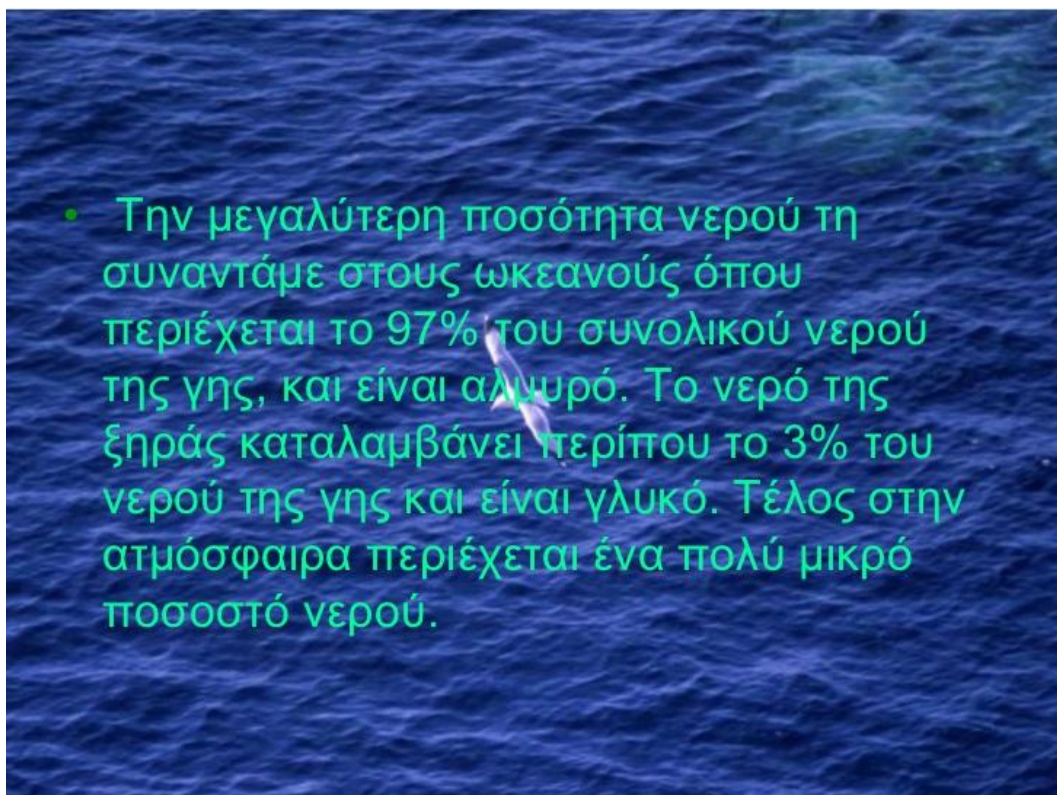 • Την μεγαλύτερη ποσότητα νερού τη
συναντάμε στους ωκεανούς όπου
περιέχεται το 97% του συνολικού νερού
της γης, και είναι αλμυρό. Το νερό της
ξηράς καταλαμβάνει περίπου το 3% του
νερού της γης και είναι γλυκό. Τέλος στην
ατμόσφαιρα περιέχεται ένα πολύ μικρό
ποσοστό νερού.